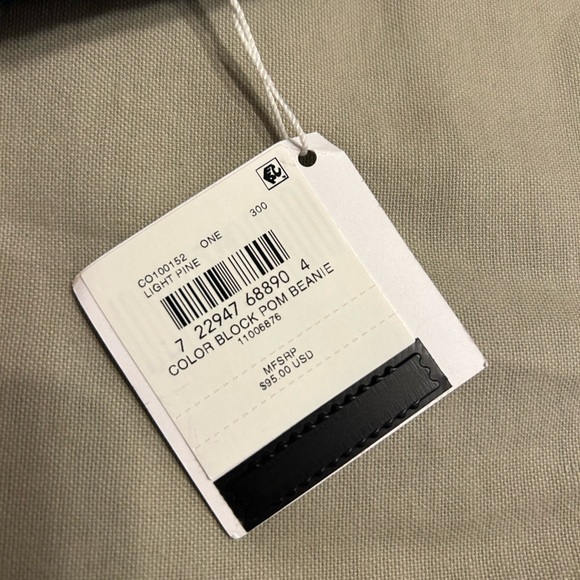 CO100152 ONE 300
LIGHT PINE
7 22947 68890 4
COLOR BLOCK POM BEANIE
11006876
MFSRP
$95.00 USD